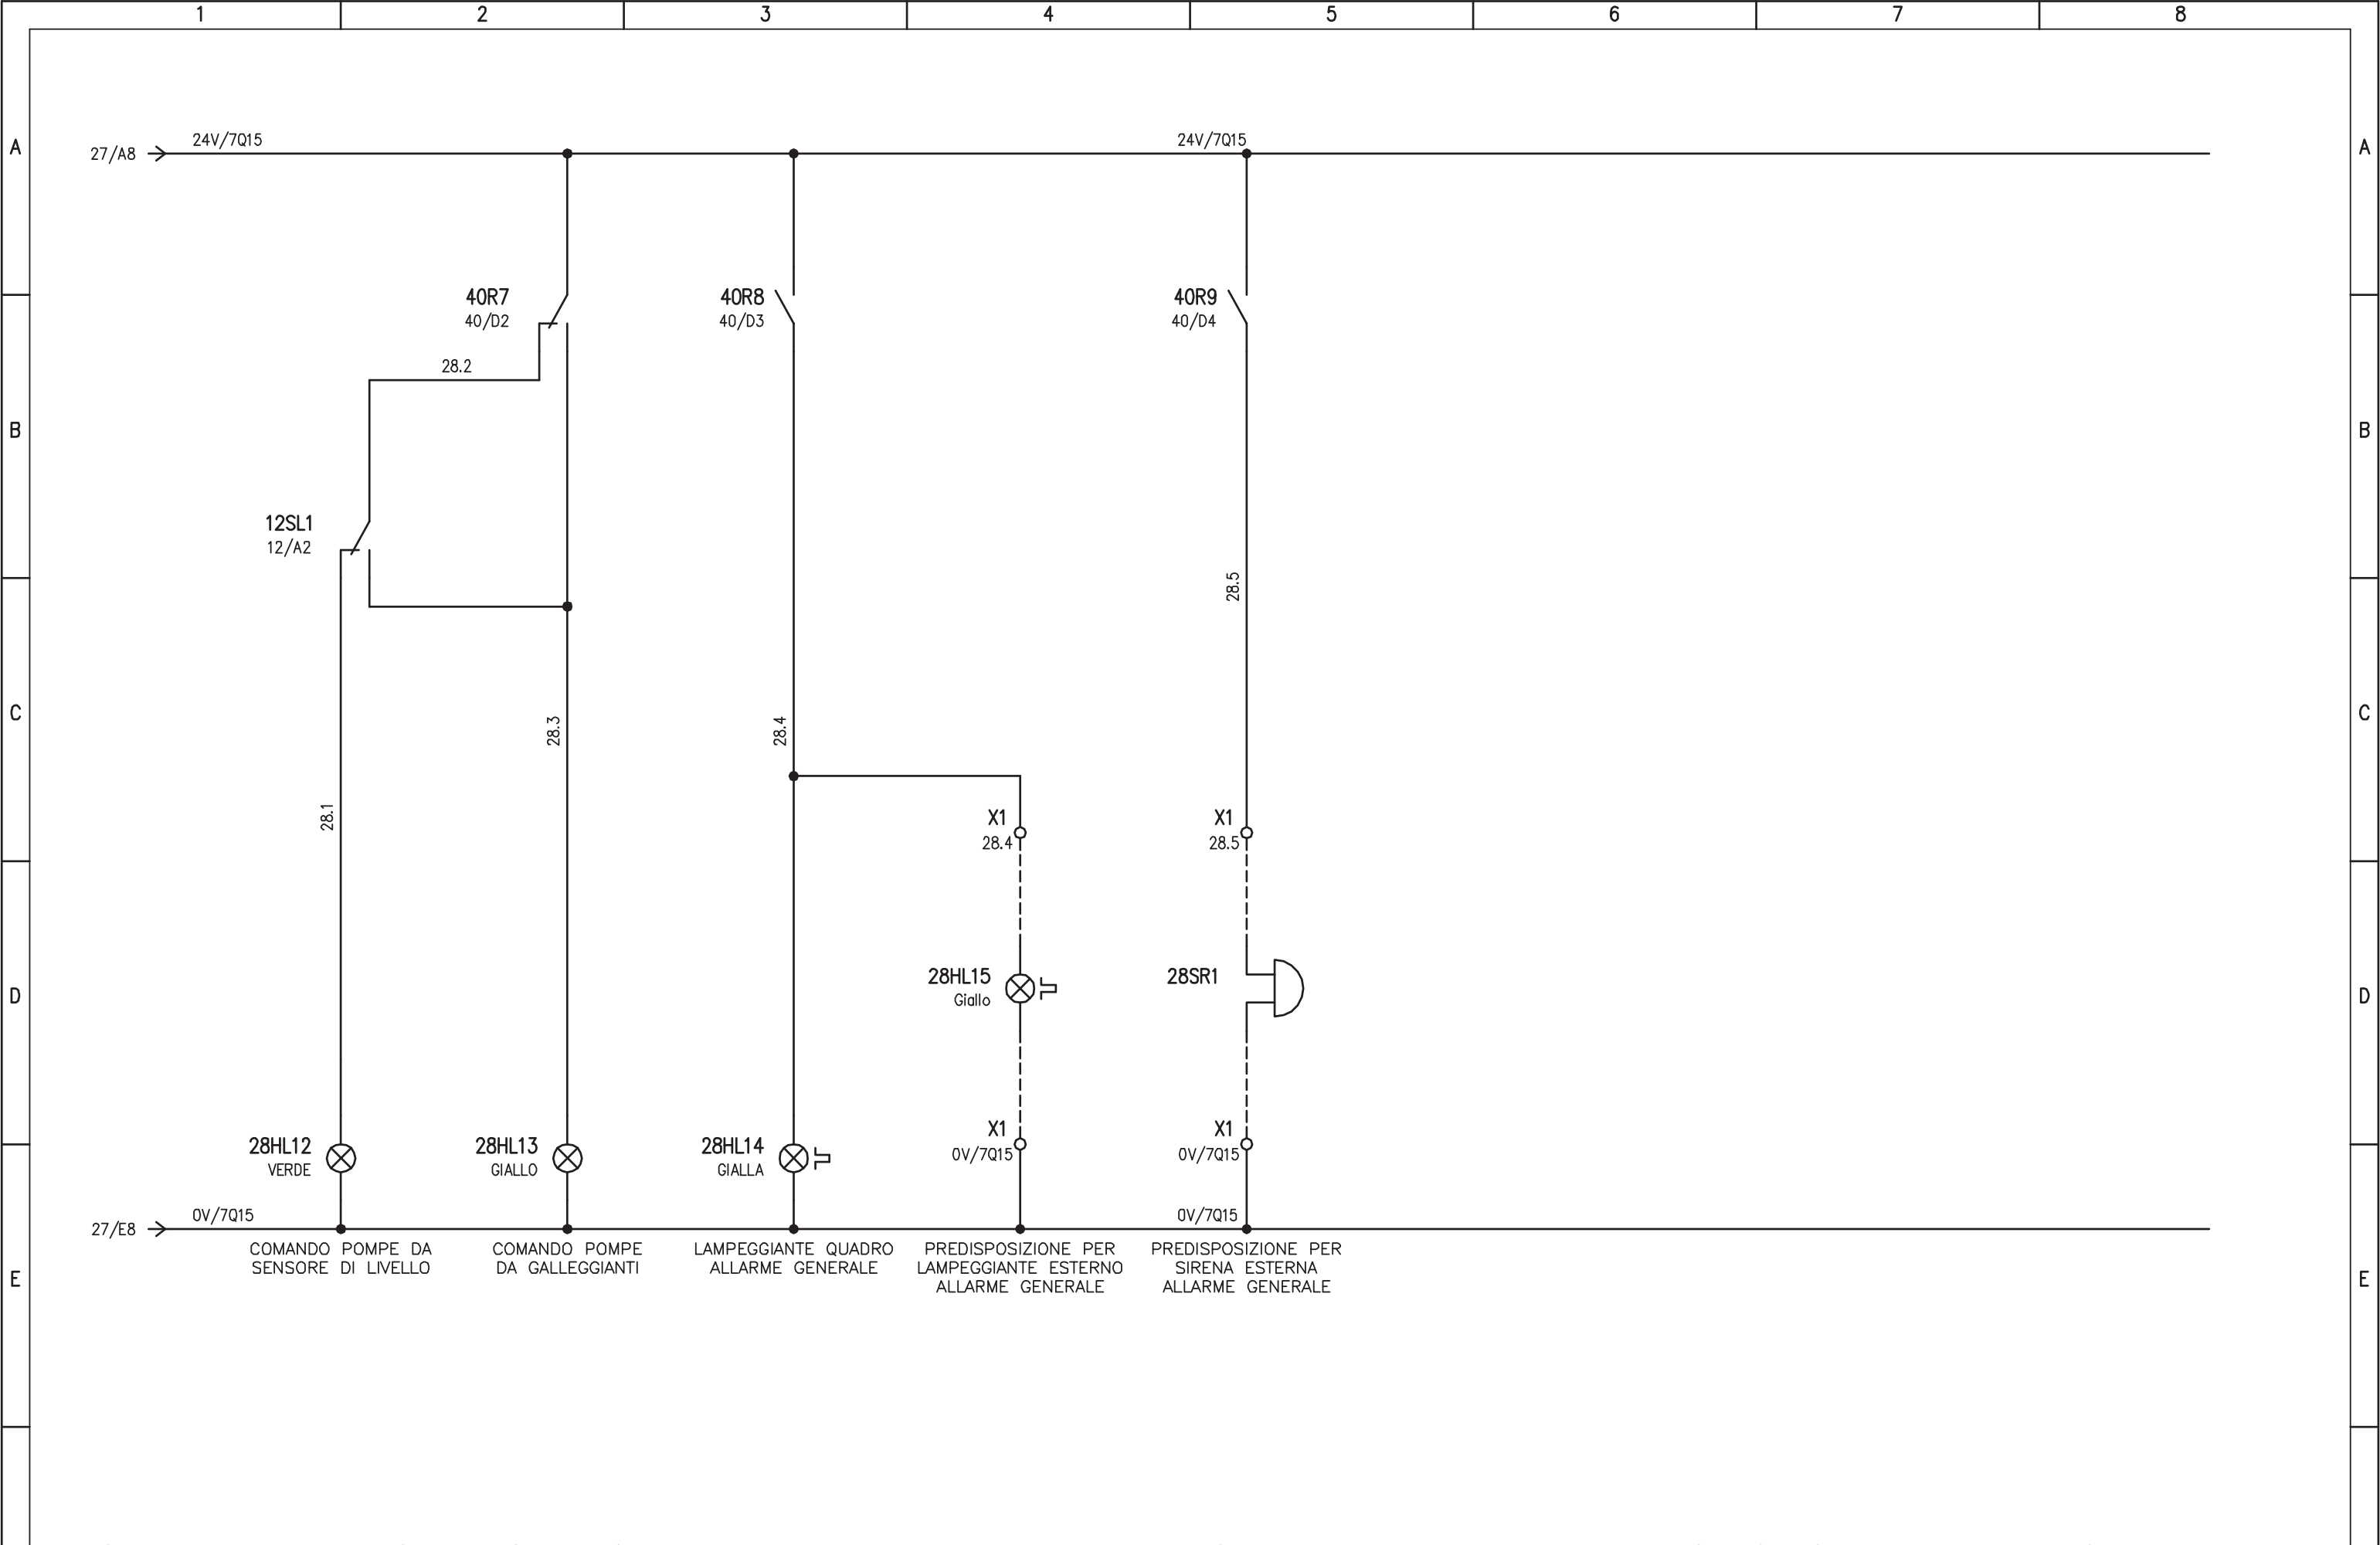 1 2 3 4 5 6 7 8
A A
24V/7Q15 24V/7Q15
27/A8
40R7 40R8 40R9
40/D2 40/D3 40/D4
28.2
B B
12SL1
12/A2
28.5
C C
28.3 28.4
28.1
X1 X1
28.4 28.5
28HL15 28SR1
Giallo
D D
X1 X1
0V/7Q15 0V/7Q15
28HL12 28HL13 28HL14
VERDE GIALLO GIALLA
0V/7Q15 0V/7Q15
27/E8
COMANDO POMPE DA
SENSORE DI LIVELLO
COMANDO POMPE
DA GALLEGGIANTI
LAMPEGGIANTE QUADRO
ALLARME GENERALE
PREDISPOSIZIONE PER
LAMPEGGIANTE ESTERNO
ALLARME GENERALE
PREDISPOSIZIONE PER
SIRENA ESTERNA
ALLARME GENERALE
E E